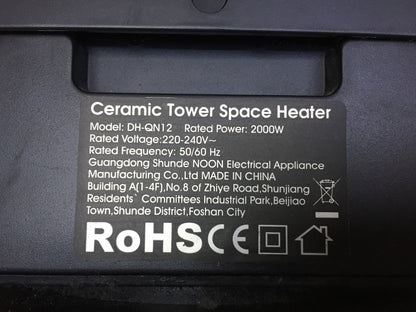 Ceramic Tower Space Heater
Model: DH-QN12 Rated Power: 2000W
Rated Voltage:220-240V~
Rated Frequency: 50/60 Hz
Guangdong Shunde NOON Electrical Appliance
Manufacturing Co.,Ltd MADE IN CHINA
Building A(1-4F),No.8 of Zhiye Road,Shunjiang
Residents` Committees Industrial Park,Beijiao
Town,Shunde District,Foshan City
RoHS CE